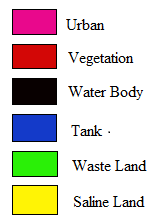 Urban
Vegetation
Water Body
Tank
Waste Land
Saline Land